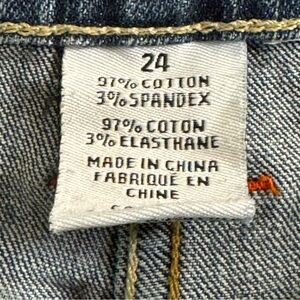 24
97% COTTON
3% SPANDEX
97% COTON
3% ELASTHANE
MADE IN CHINA
FABRIQUÉ EN
CHINE